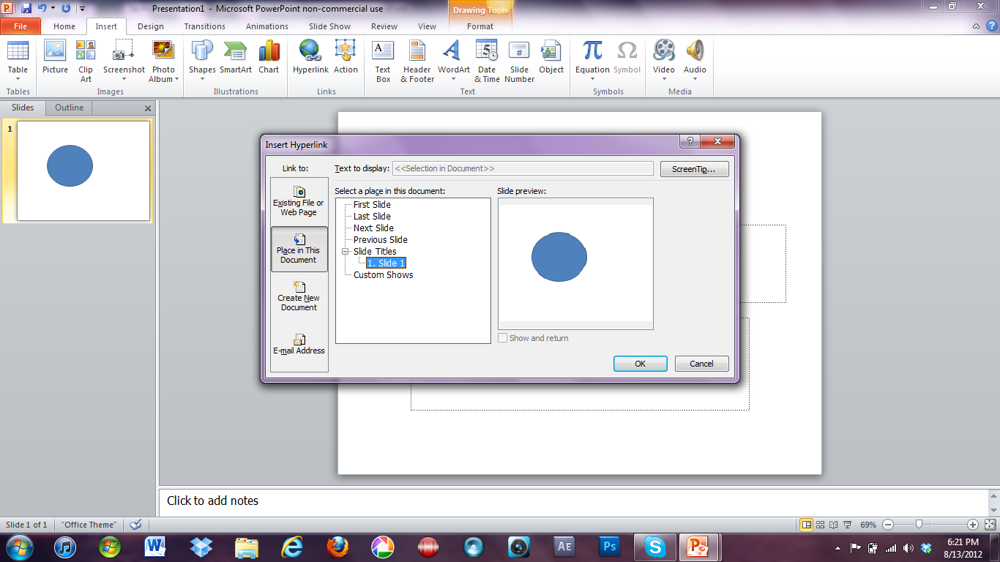 Presentation1 - Microsoft PowerPoint non-commercial use
Drawing Tools
File Home Insert Design Transitions Animations Slide Show Review View Format
Table Picture Clip Art Screenshot Photo Album Shapes SmartArt Chart Hyperlink Action Text Box Header & Footer WordArt Date & Time Slide Number Object Equation Symbol Video Audio
Tables Images Illustrations Links Text Symbols Media
Slides Outline
1
Insert Hyperlink
Link to:
Text to display: <<Selection in Document>>
ScreenTip...
Existing File or
Web Page
Place in This
Document
Create New
Document
E-mail Address
Select a place in this document:
First Slide
Last Slide
Next Slide
Previous Slide
Slide Titles
1. Slide 1
Custom Shows
Slide preview:
Show and return
OK Cancel
Click to add notes
Slide 1 of 1 "Office Theme" 69%
AE Ps
6:21 PM
8/13/2012